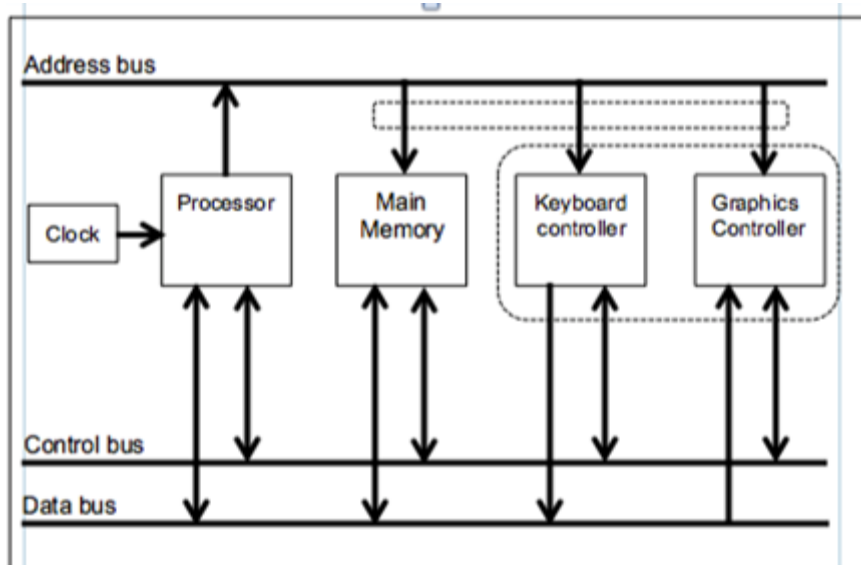 Address bus
Clock
Processor
Main
Memory
Keyboard
controller
Graphics
Controller
Control bus
Data bus